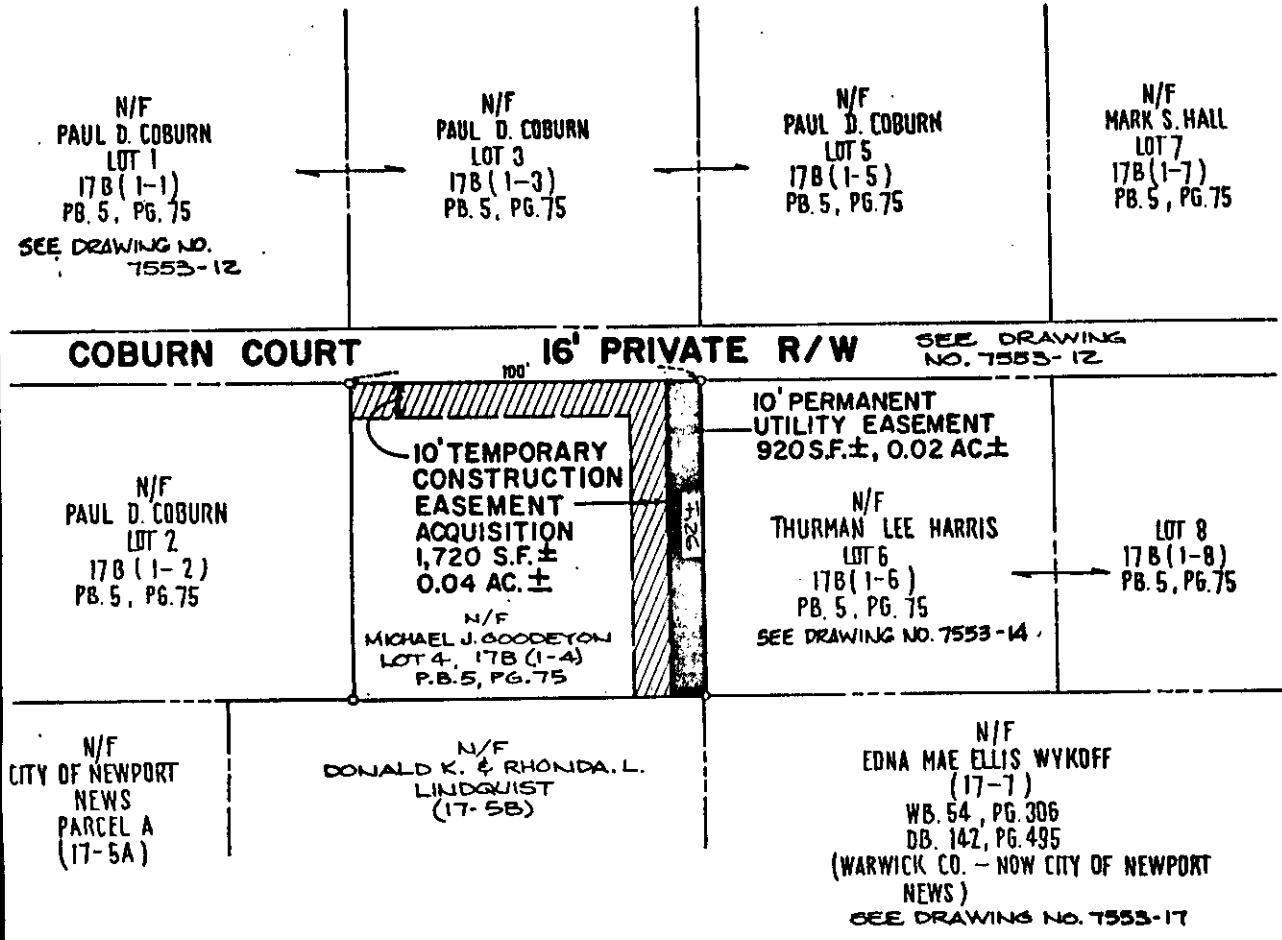 N/F
PAUL D. COBURN
LOT 1
17B(1-1)
PB. 5, PG. 75
SEE DRAWING NO.
7553-12
N/F
PAUL D. COBURN
LOT 3
17B(1-3)
PB. 5, PG. 75
N/F
PAUL D. COBURN
LOT 5
17B(1-5)
PB. 5, PG. 75
N/F
MARK S. HALL
LOT 7
17B(1-7)
PB. 5, PG. 75
COBURN COURT 16' PRIVATE R/W
SEE DRAWING
NO. 7553-12
100'
N/F
PAUL D. COBURN
LOT 2
17B(1-2)
PB. 5, PG. 75
10' TEMPORARY
CONSTRUCTION
EASEMENT
ACQUISITION
1,720 S.F.±
0.04 AC.±
N/F
MICHAEL J. GOODETON
LOT 4, 17B (1-4)
P.B.5, PG.75
92'±
10' PERMANENT
UTILITY EASEMENT
920 S.F.±, 0.02 AC±
N/F
THURMAN LEE HARRIS
LOT 6
17B(1-6)
PB. 5, PG. 75
SEE DRAWING NO. 7553-14
LOT 8
17B(1-8)
PB. 5, PG. 75
N/F
CITY OF NEWPORT
NEWS
PARCEL A
(17-5A)
N/F
DONALD K. & RHONDA. L.
LINDQUIST
(17-5B)
N/F
EDNA MAE ELLIS WYKOFF
(17-7)
WB. 54, PG. 306
DB. 142, PG. 495
(WARWICK CO. - NOW CITY OF NEWPORT
NEWS)
SEE DRAWING NO. 7553-17